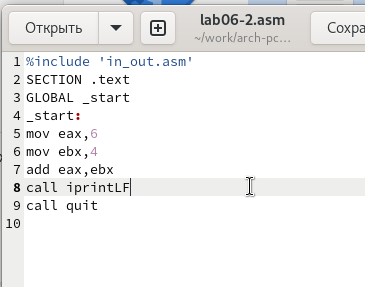 Открыть
lab06-2.asm
~/work/arch-pc...
Сохра
1 %include 'in_out.asm'
2 SECTION .text
3 GLOBAL _start
4 _start:
5 mov eax,6
6 mov ebx,4
7 add eax,ebx
8 call iprintLF
9 call quit
10